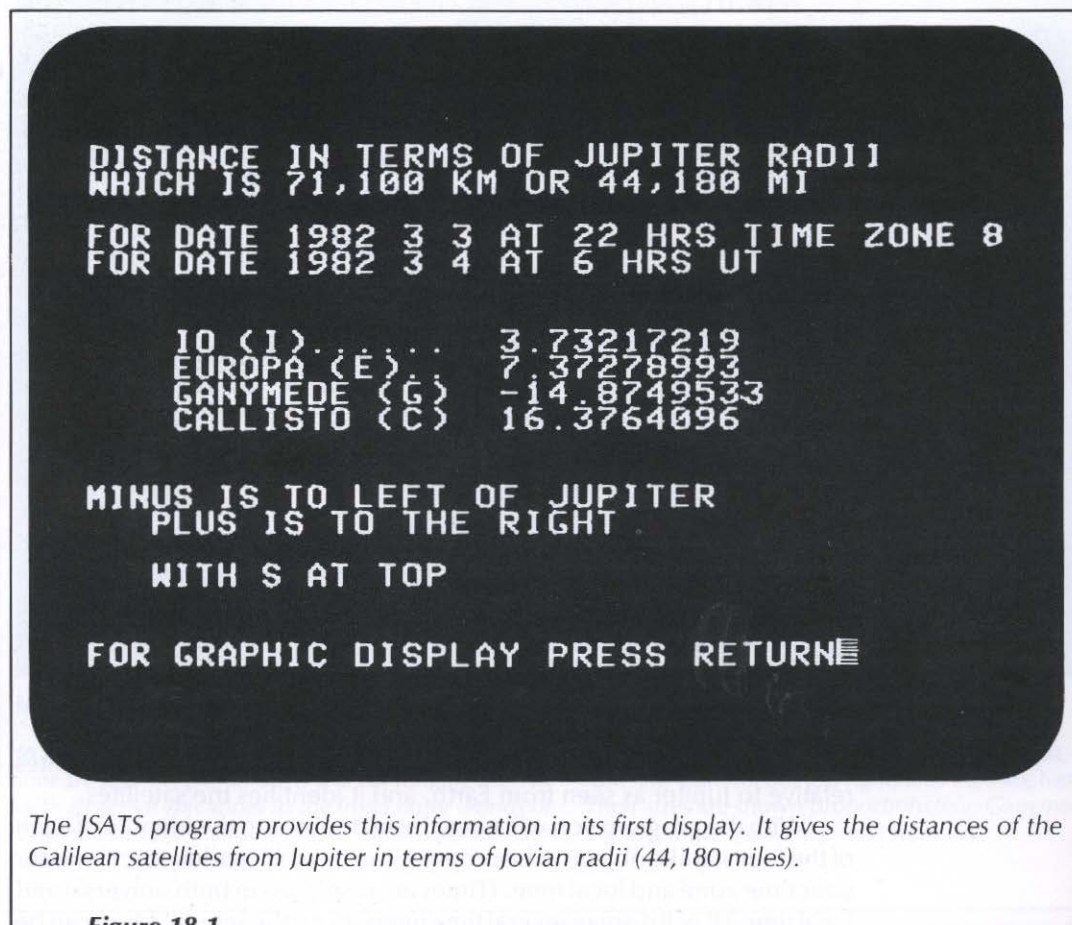 DISTANCE IN TERMS OF JUPITER RADII
WHICH IS 71,100 KM OR 44,180 MI
FOR DATE 1982 3 3 AT 22 HRS TIME ZONE 8
FOR DATE 1982 3 4 AT 6 HRS UT
IO (I)...... 3.73217219
EUROPA (E).. 7.37278993
GANYMEDE (G) -14.8749533
CALLISTO (C) 16.3764096
MINUS IS TO LEFT OF JUPITER
PLUS IS TO THE RIGHT
WITH S AT TOP
FOR GRAPHIC DISPLAY PRESS RETURN
The JSATS program provides this information in its first display. It gives the distances of the
Galilean satellites from Jupiter in terms of Jovian radii (44,180 miles).
Figure 18-1